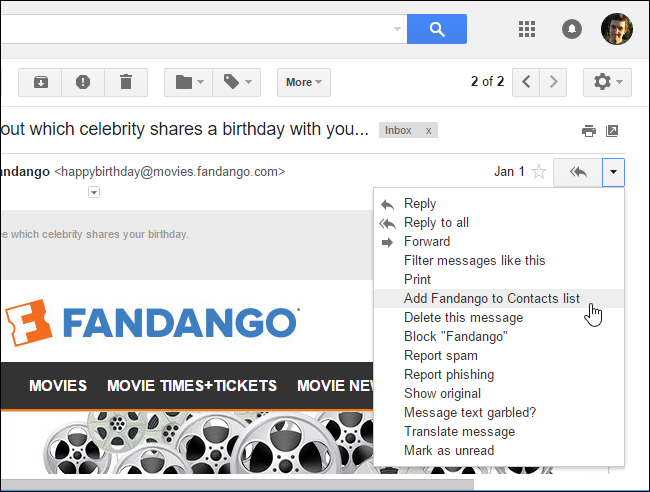 More
2 of 2
out which celebrity shares a birthday with you...
Inbox x
andango <happybirthday@movies.fandango.com>
Jan 1
Reply
Reply to all
Forward
Filter messages like this
Print
Add Fandango to Contacts list
Delete this message
Block "Fandango"
Report spam
Report phishing
Show original
Message text garbled?
Translate message
Mark as unread
e which celebrity shares your birthday.
FANDANGO
MOVIES MOVIE TIMES+TICKETS MOVIE NEW